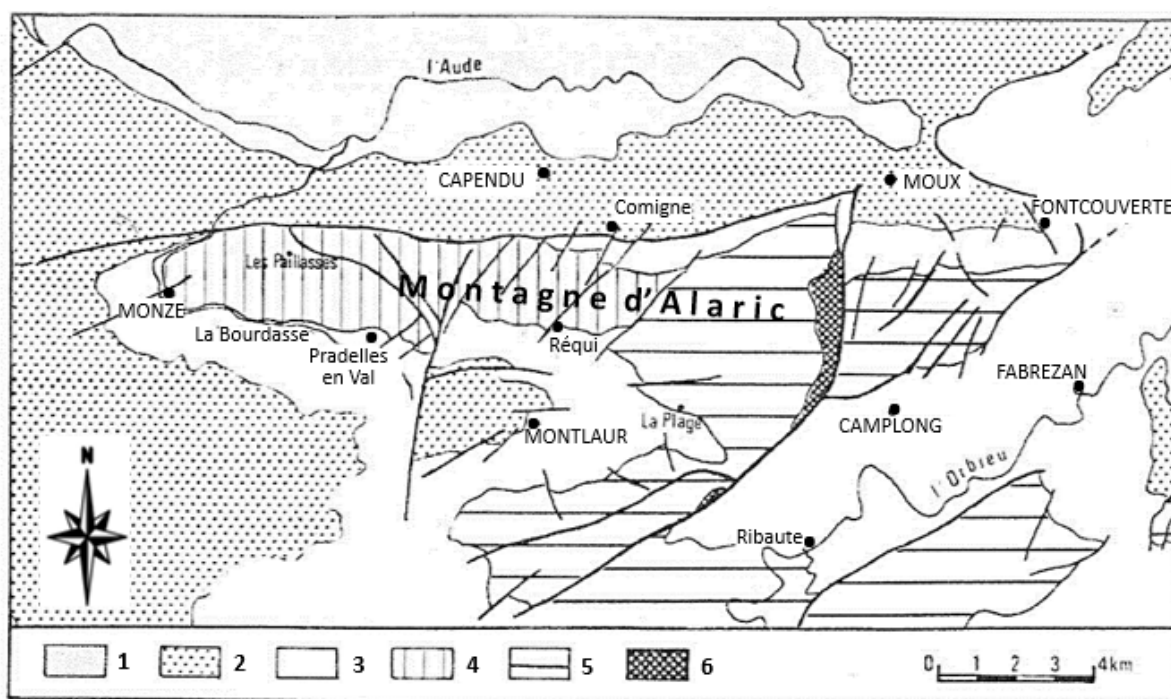 l'Aude
CAPENDU
MOUX
Comigne
FONTCOUVERTE
Les Paillasses
Montagne d'Alaric
MONZE
La Bourdasse
Pradelles
en Val
Réqui
FABREZAN
MONTLAUR
La Plage
CAMPLONG
N
l'Orbieu
Ribaute
1 2 3 4 5 6
0 1 2 3 4km